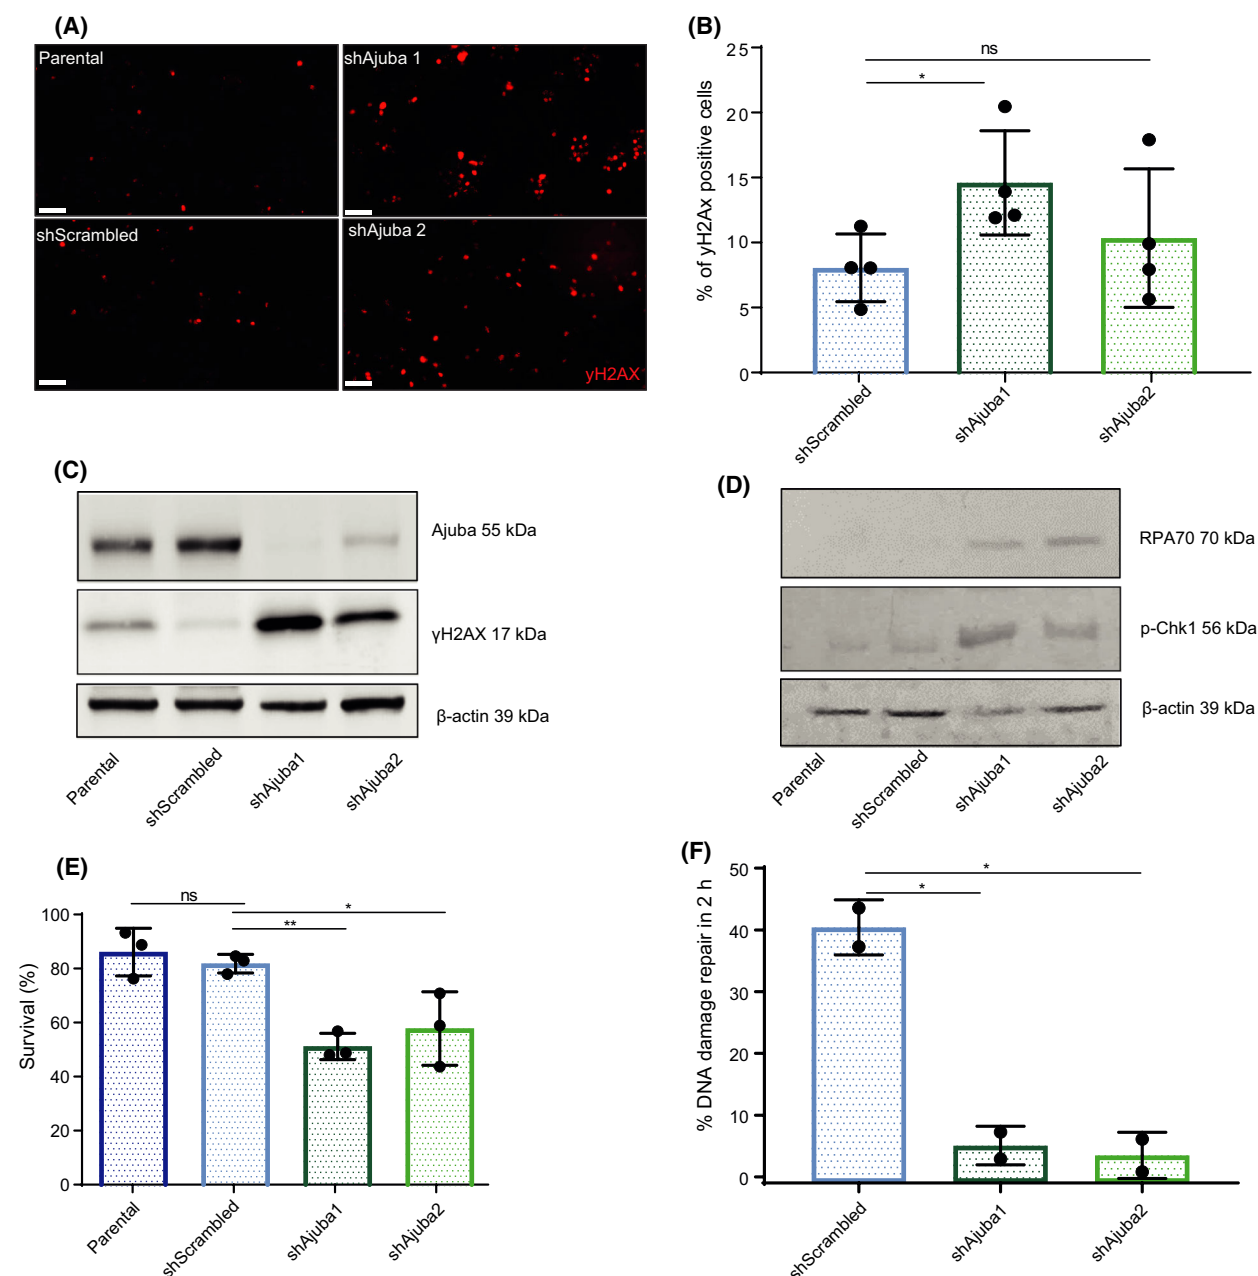 (A)
Parental
shAjuba 1
shScrambled
shAjuba 2
yH2AX
(B)
% of yH2Ax positive cells
25
20
15
10
5
0
ns
*
shScrambled
shAjuba1
shAjuba2
(C)
Ajuba 55 kDa
γH2AX 17 kDa
β-actin 39 kDa
Parental
shScrambled
shAjuba1
shAjuba2
(D)
RPA70 70 kDa
p-Chk1 56 kDa
β-actin 39 kDa
Parental
shScrambled
shAjuba1
shAjuba2
(E)
Survival (%)
100
80
60
40
20
0
ns
*
**
Parental
shScrambled
shAjuba1
shAjuba2
(F)
% DNA damage repair in 2 h
50
40
30
20
10
0
*
*
shScrambled
shAjuba1
shAjuba2